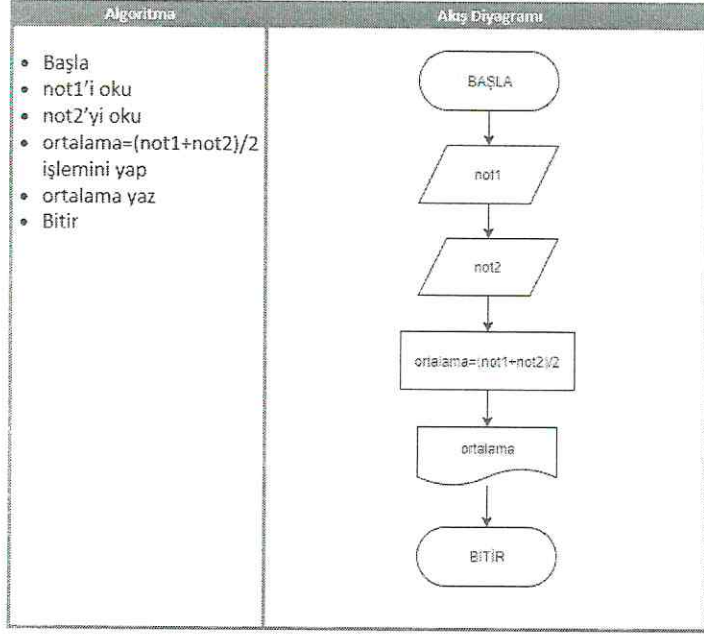 Algoritma
• Başla
• not1'i oku
• not2'yi oku
• ortalama=(not1+not2)/2
işlemini yap
• ortalama yaz
• Bitir
Akış Diyagramı
BAŞLA
not1
not2
ortalama=(not1+not2)/2
ortalama
BİTİR